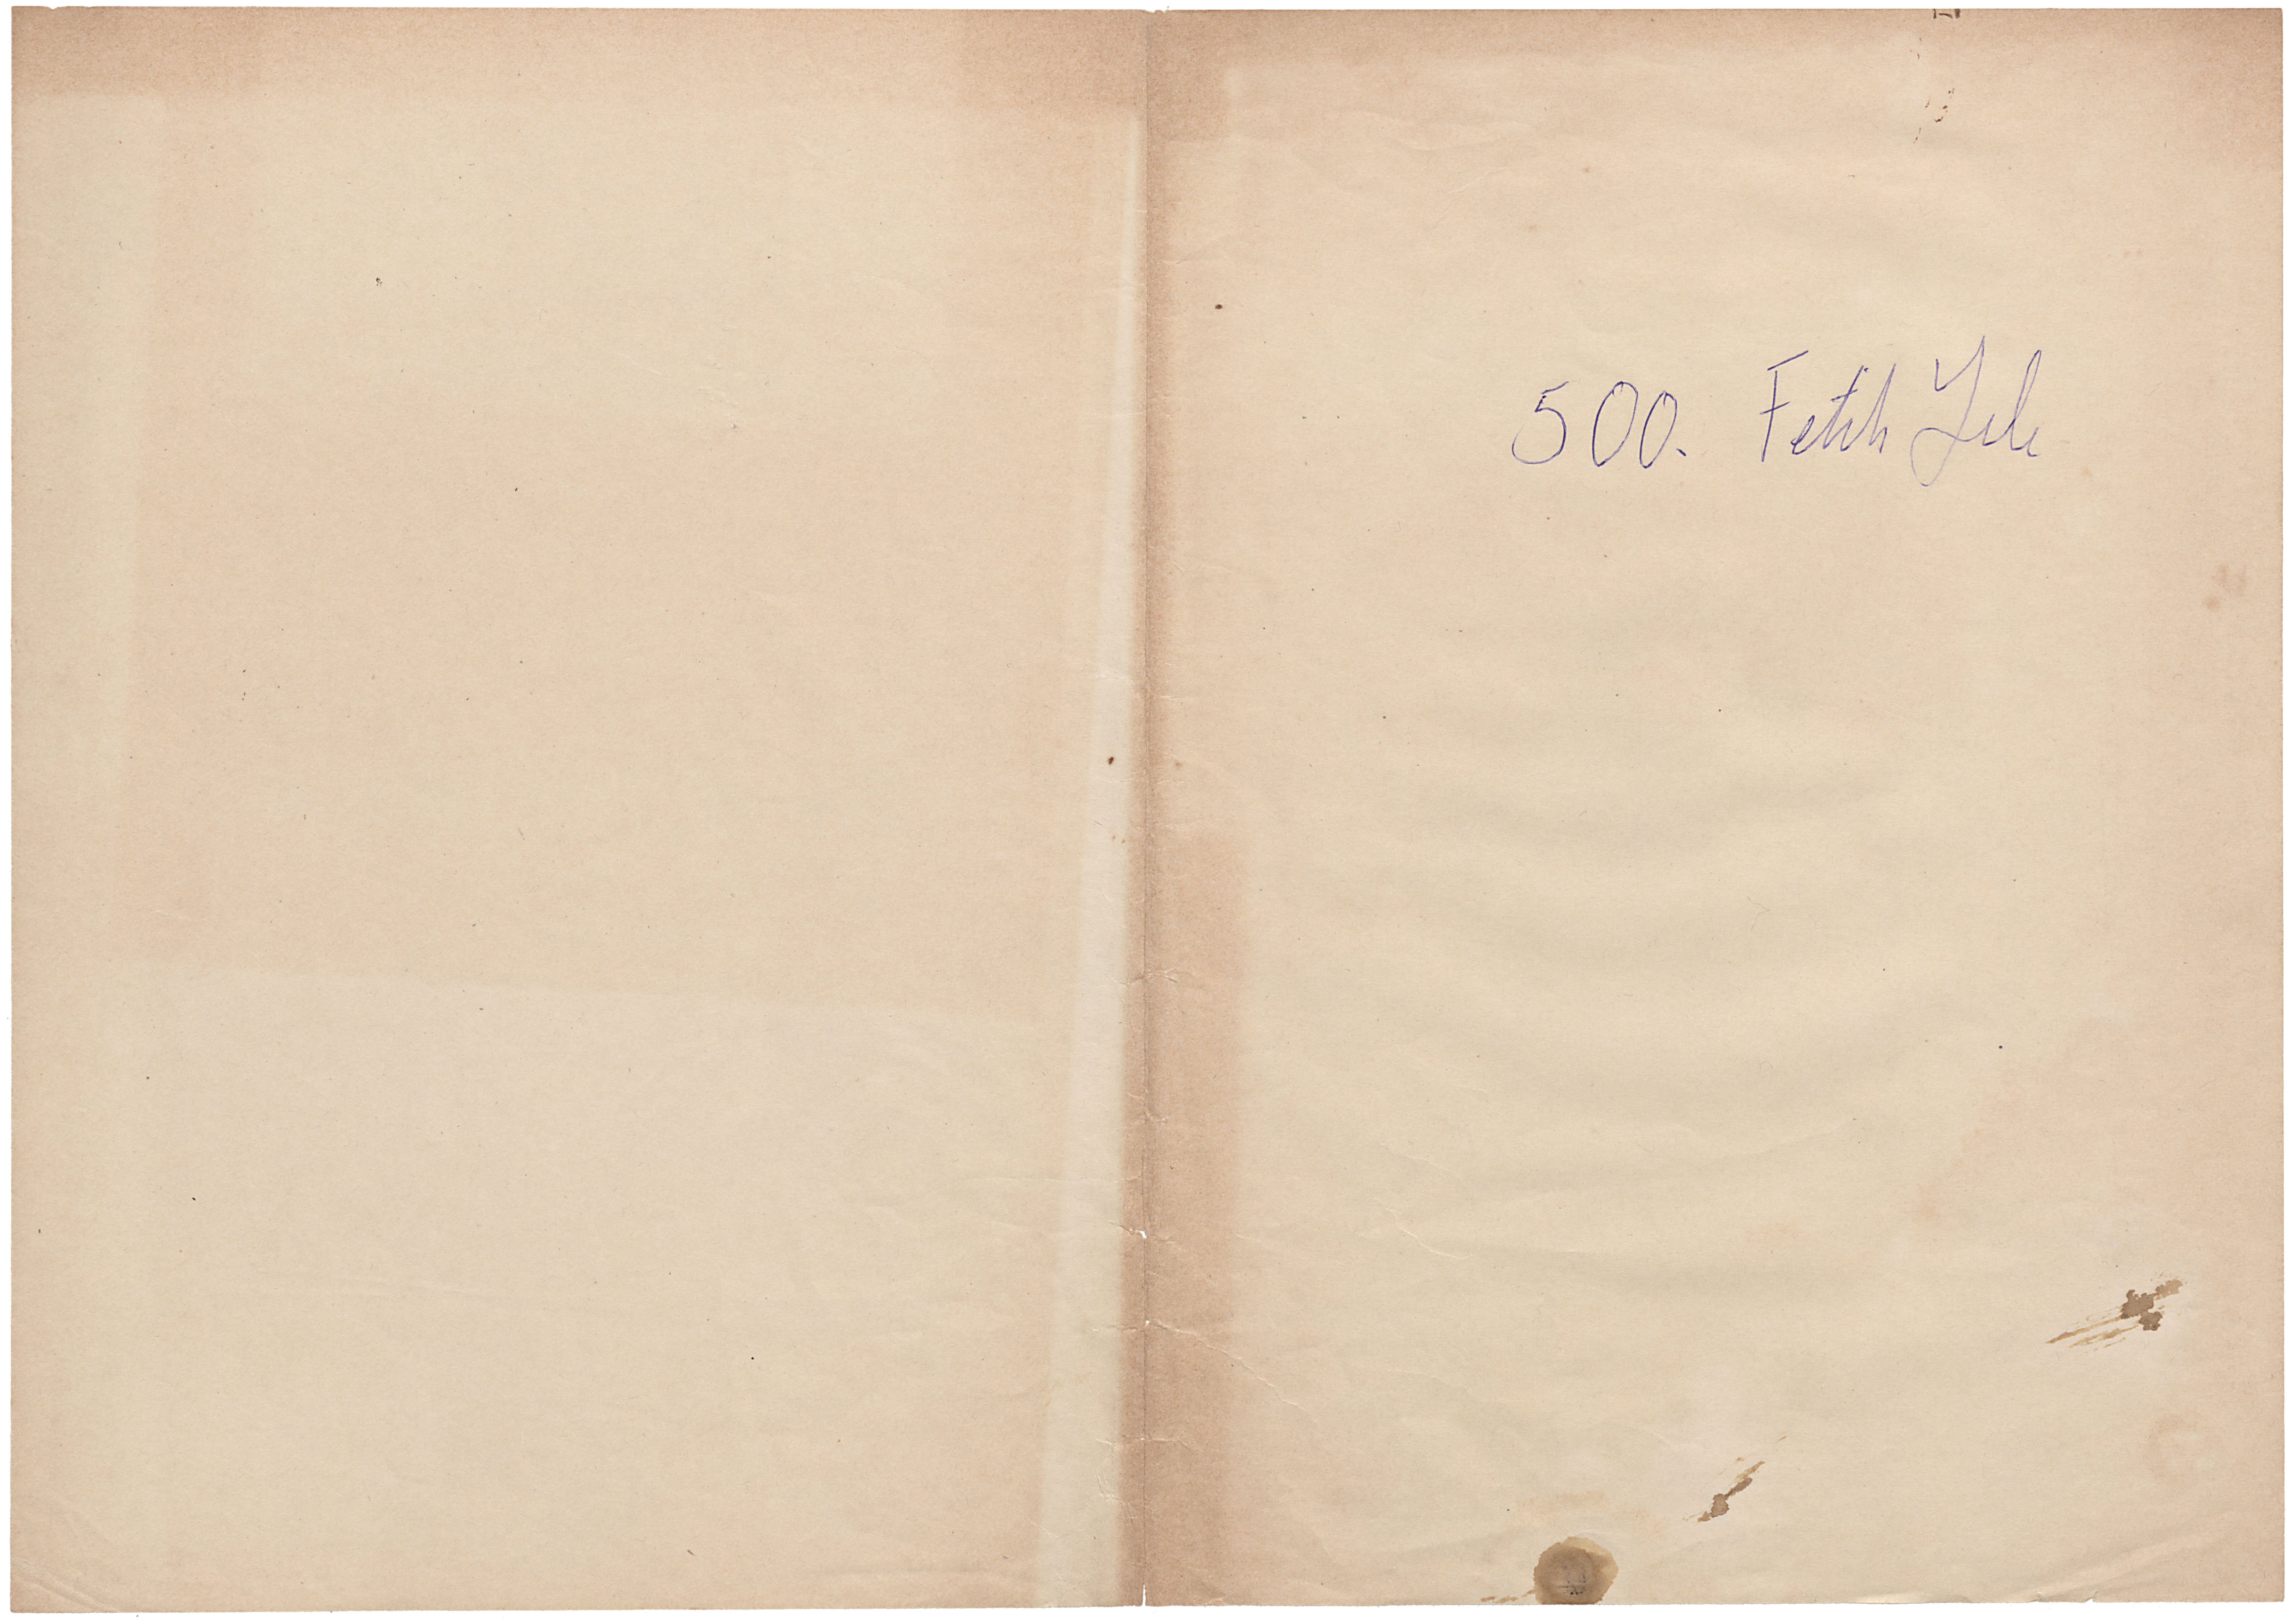 500. Fetih Yılı